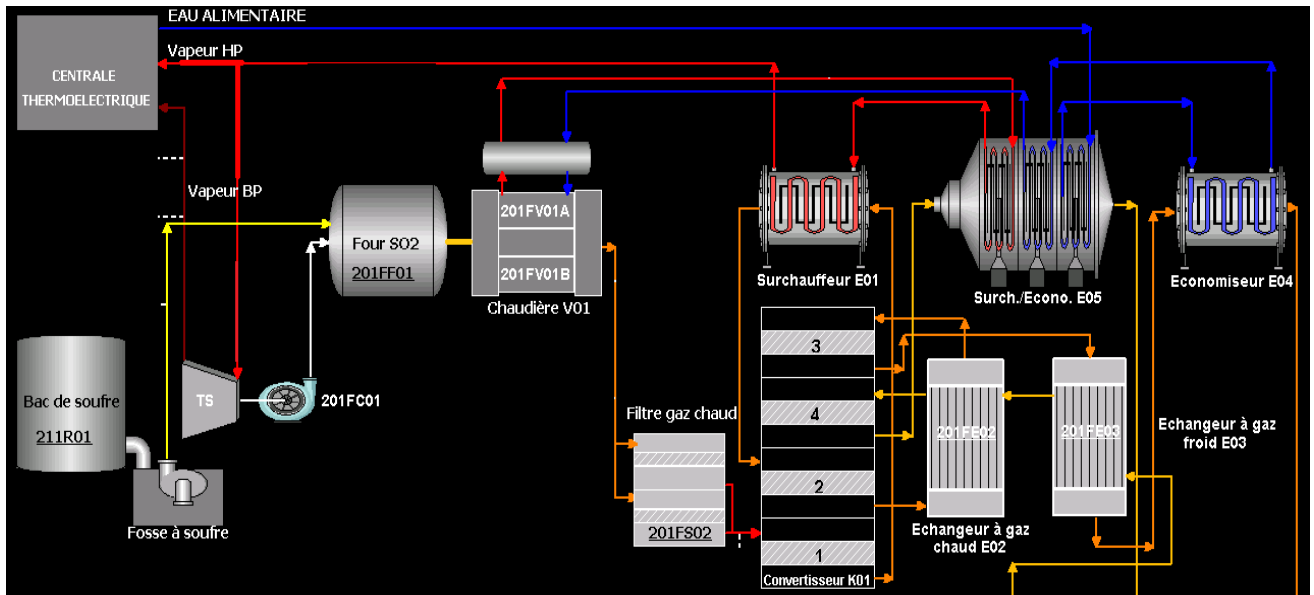 EAU ALIMENTAIRE
Vapeur HP
CENTRALE
THERMOELECTRIQUE
Vapeur BP
201FV01A
Four SO2
201FF01
201FV01B
Chaudière V01
Surchauffeur E01
Surch./Econo. E05
Economiseur E04
Bac de soufre
211R01
TS
201FC01
Filtre gaz chaud
201FS02
Fosse à soufre
3
4
2
1
Convertisseur K01
201FE02
201FE03
Echangeur à gaz
froid E03
Echangeur à gaz
chaud E02